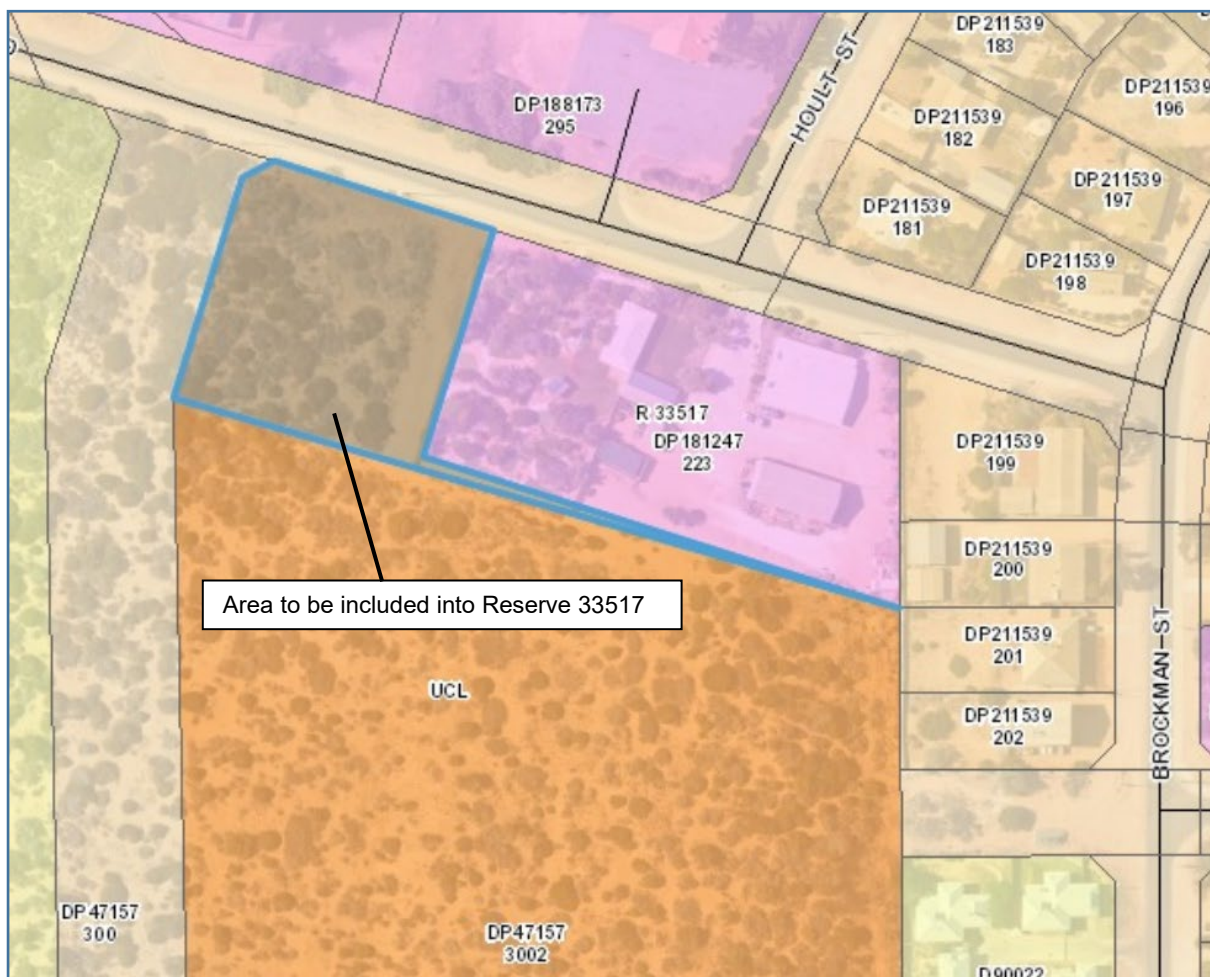 DP211539
183
DP211539
196
HOULT-ST
DP188173
295
DP211539
182
DP211539
197
DP211539
181
DP211539
198
R 33517
DP181247
223
DP211539
199
DP211539
200
Area to be included into Reserve 33517
DP211539
201
UCL
DP211539
202
BROCKMAN-ST
DP47157
300
DP47157
3002
D90022